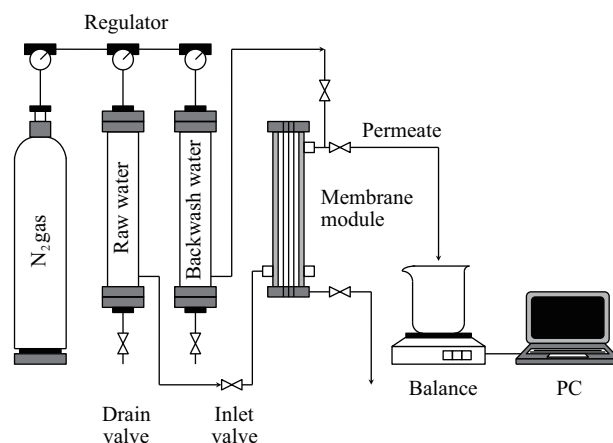 Regulator
N₂ gas
Raw water
Backwash water
Permeate
Membrane
module
Drain
valve
Inlet
valve
Balance
PC